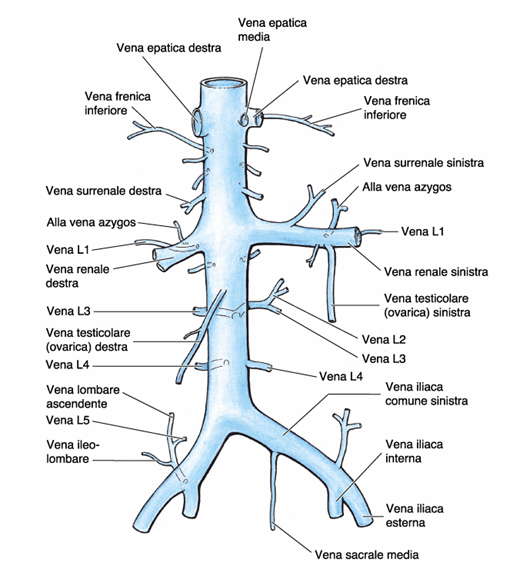 Vena epatica
media
Vena epatica destra
Vena epatica destra
Vena frenica
inferiore
Vena frenica
inferiore
Vena surrenale sinistra
Alla vena azygos
Vena surrenale destra
Alla vena azygos
Vena L1
Vena L1
Vena renale
destra
Vena renale sinistra
Vena testicolare
(ovarica) sinistra
Vena L3
Vena testicolare
(ovarica) destra
Vena L2
Vena L3
Vena L4
Vena L4
Vena lombare
ascendente
Vena iliaca
comune sinistra
Vena L5
Vena ileo-
lombare
Vena iliaca
interna
Vena iliaca
esterna
Vena sacrale media